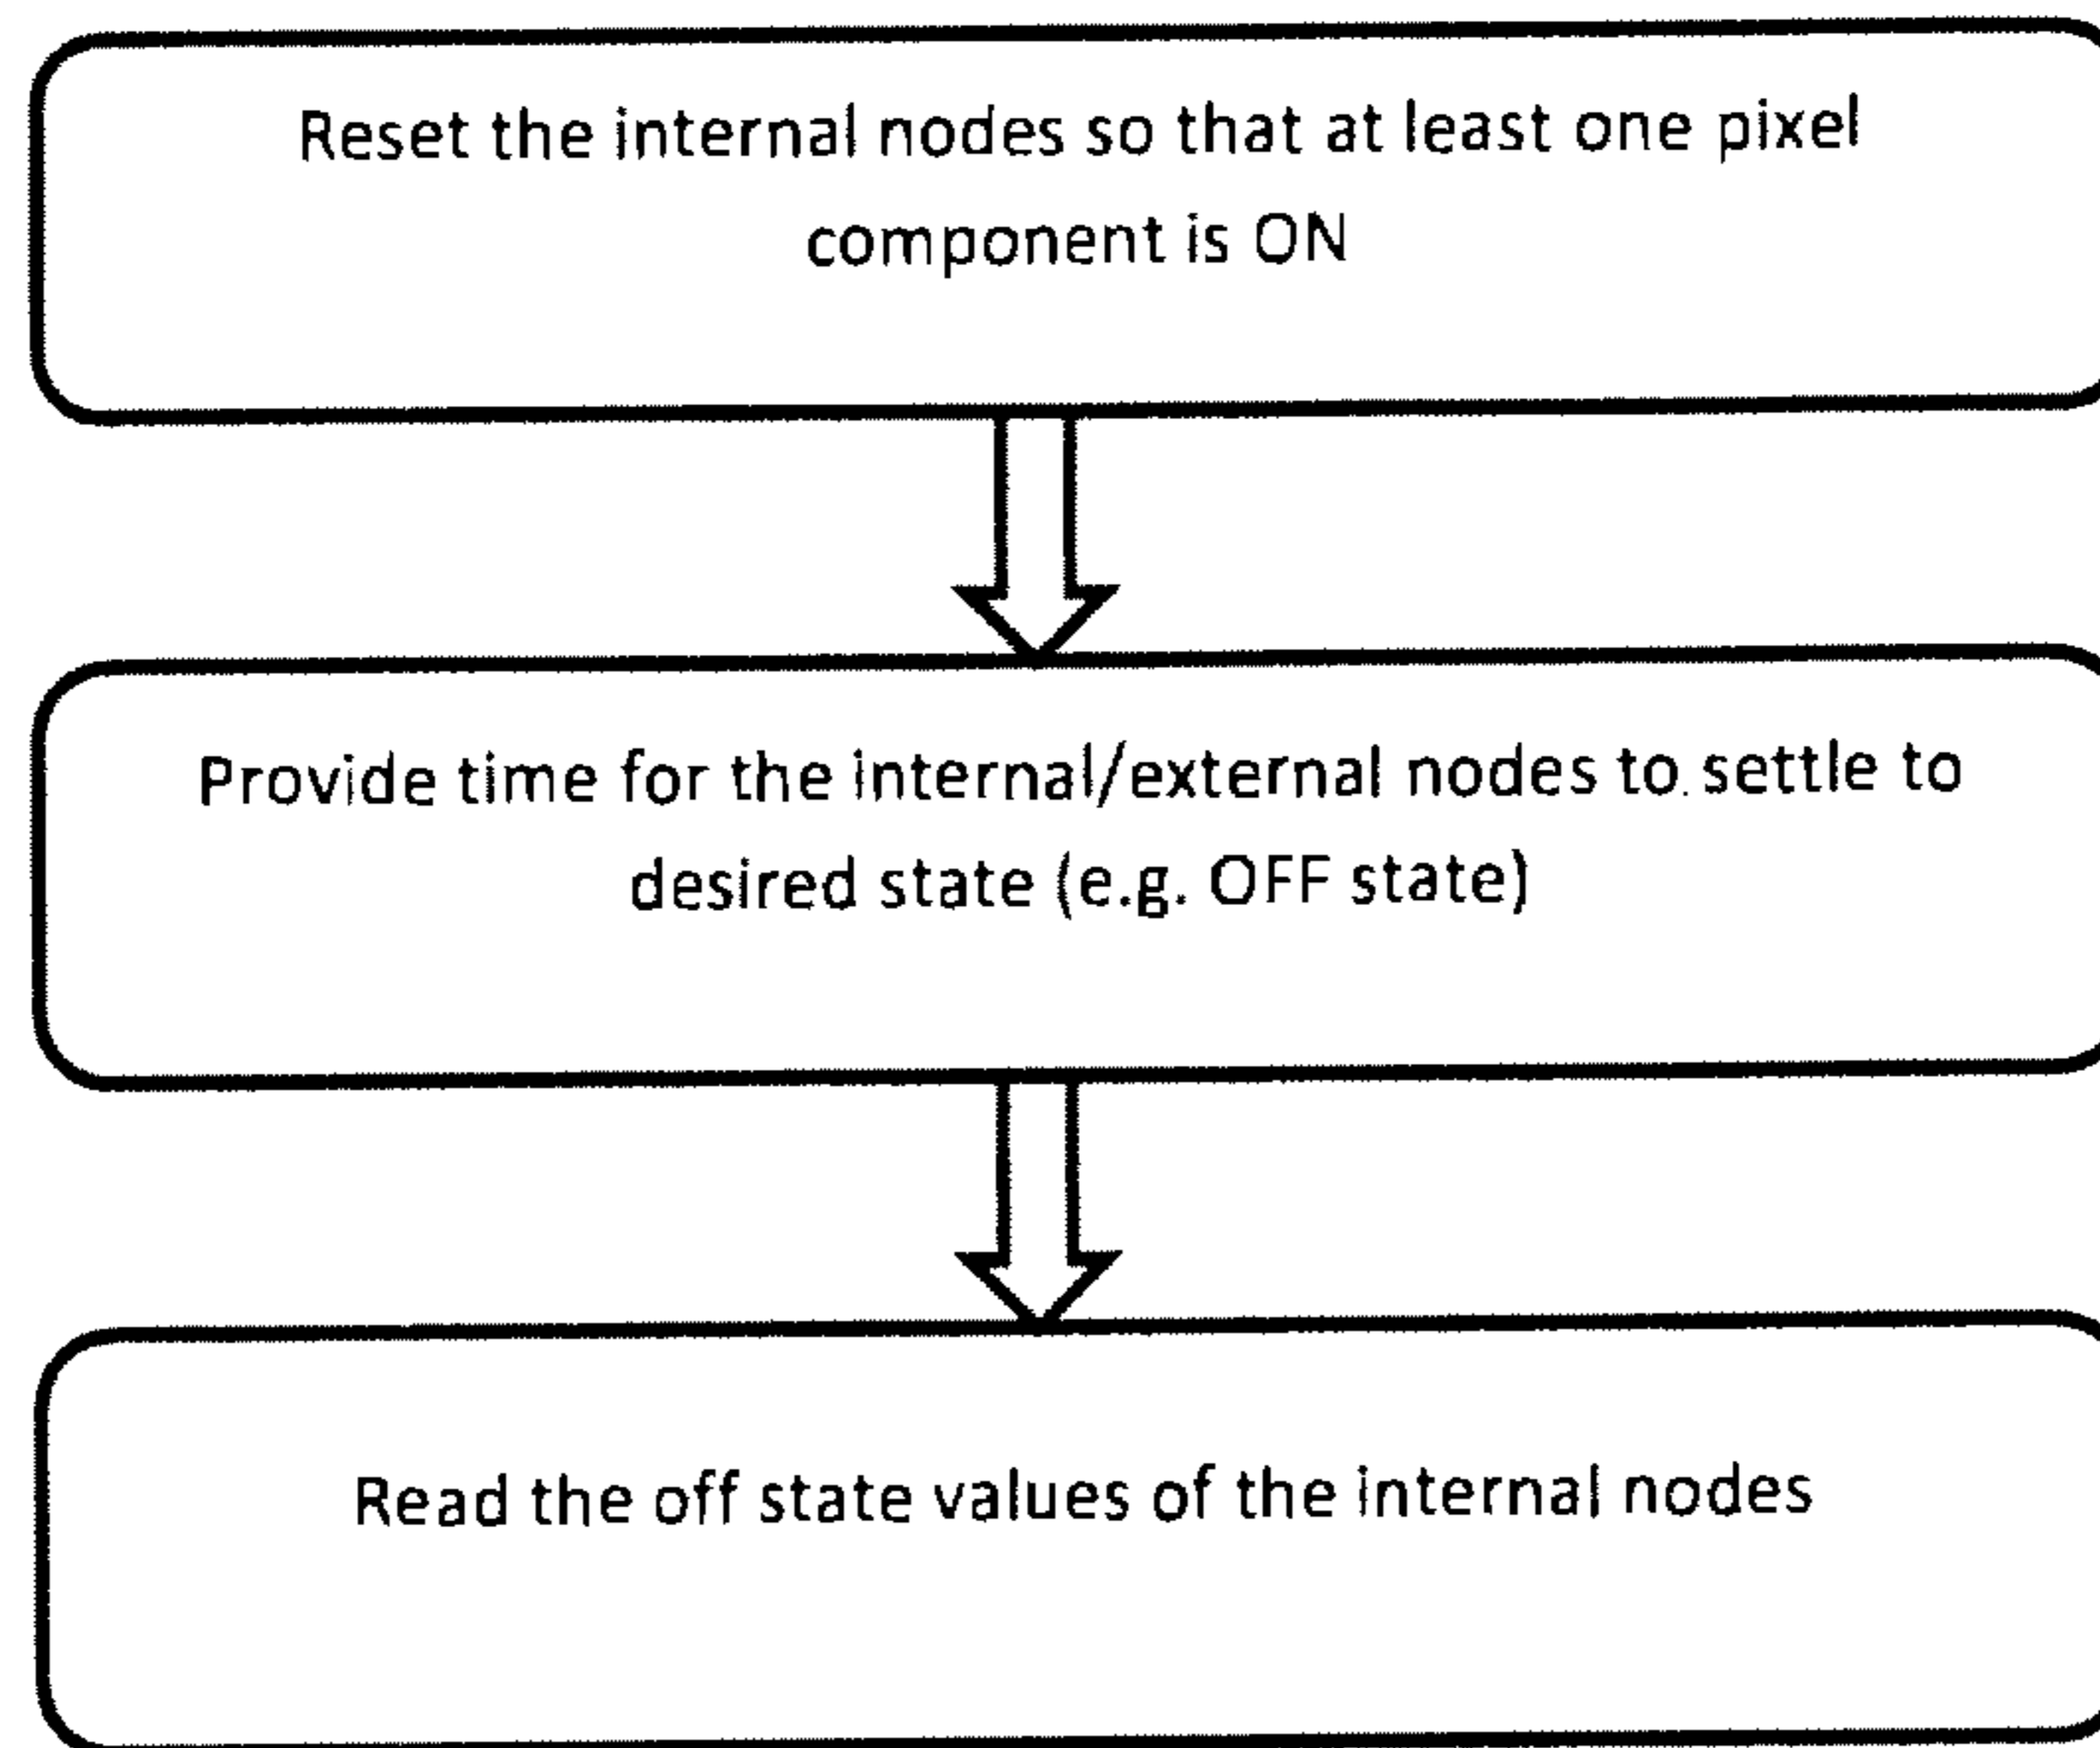 Reset the internal nodes so that at least one pixel
component is ON
Provide time for the internal/external nodes to settle to
desired state (e.g. OFF state)
Read the off state values of the internal nodes